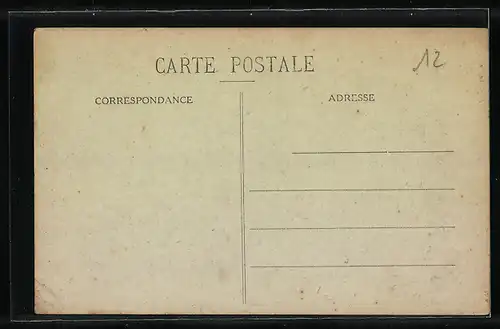 CARTE POSTALE
12
CORRESPONDANCE
ADRESSE